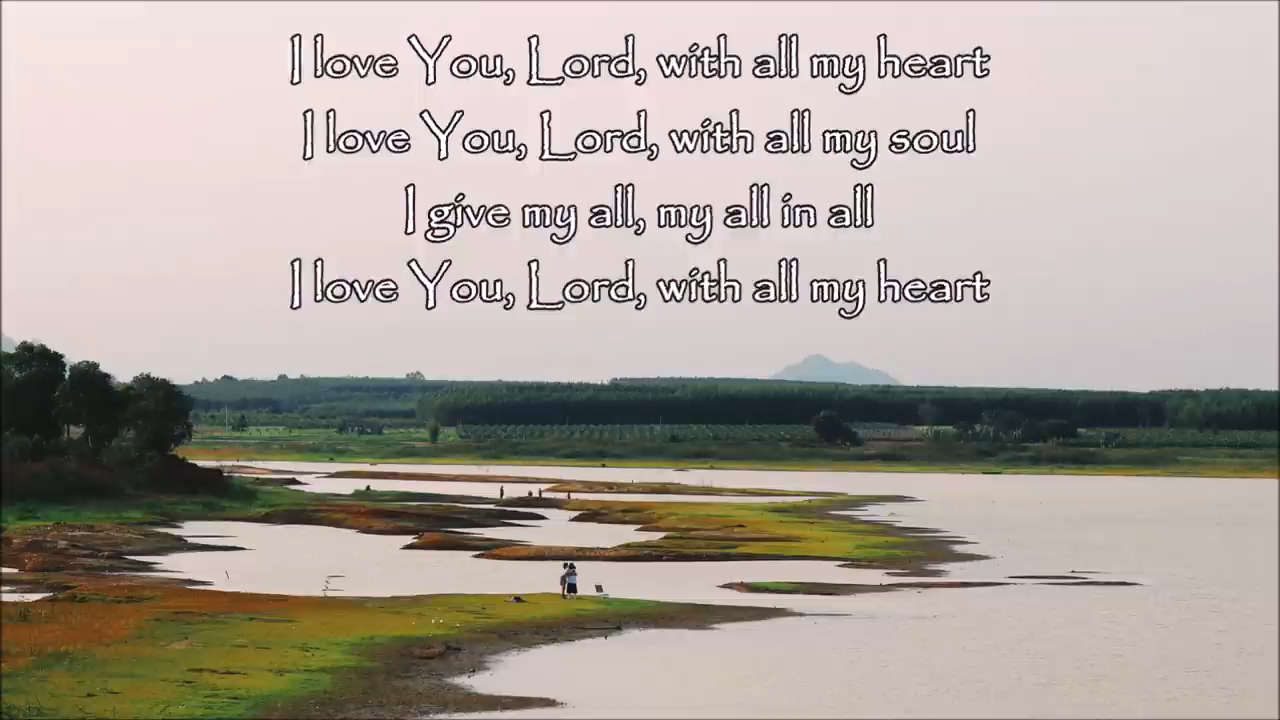 I love You, Lord, with all my heart
I love You, Lord, with all my soul
I give my all, my all in all
I love You, Lord, with all my heart